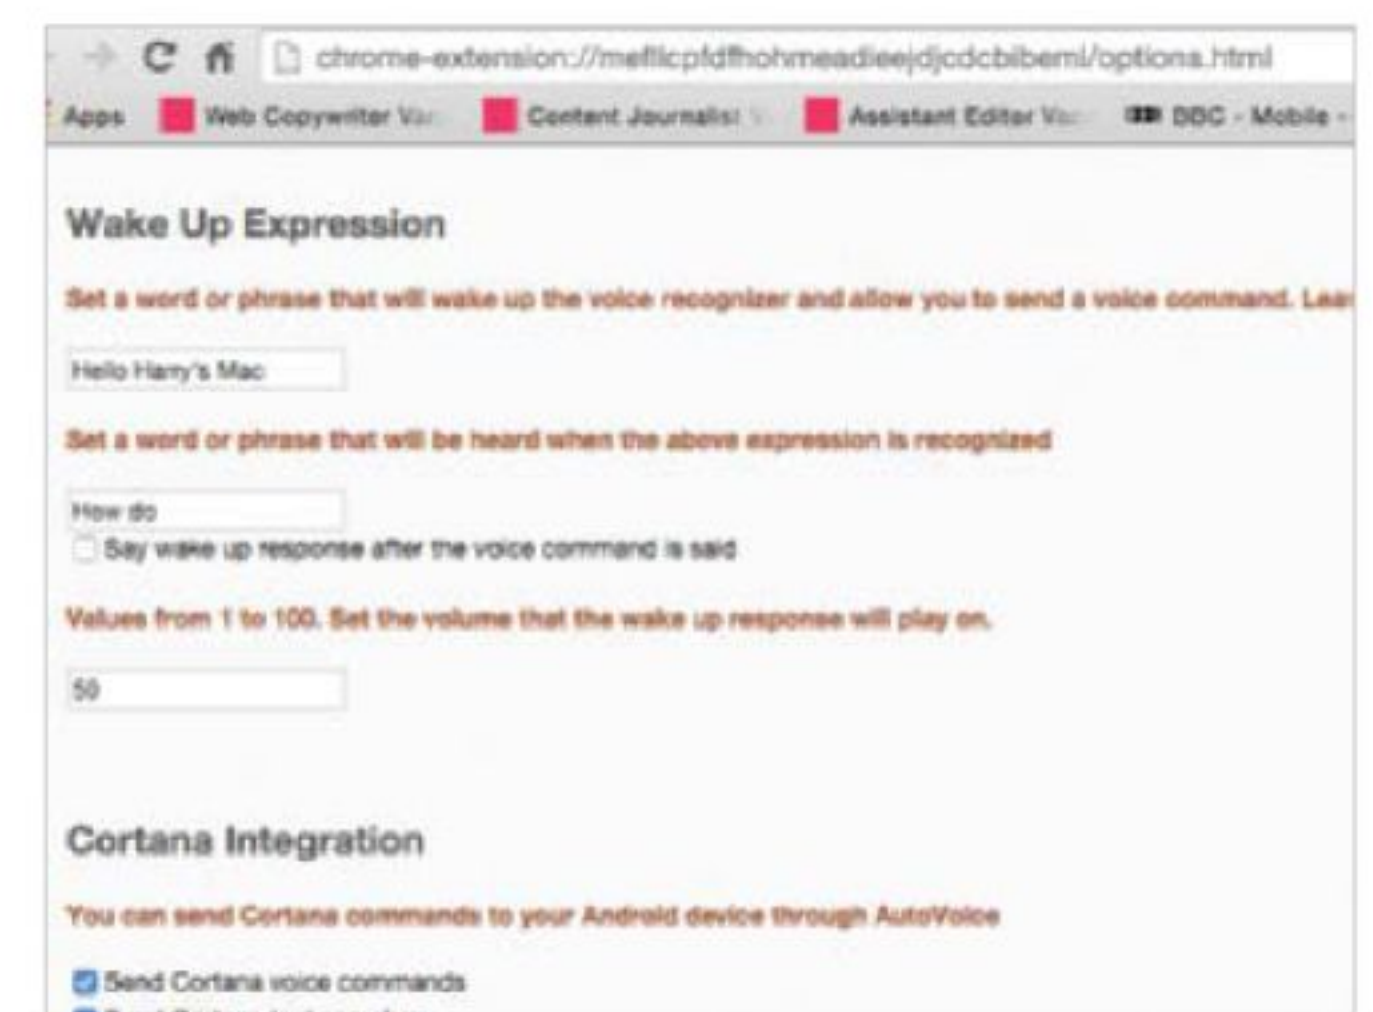 chrome-extension://
/options.html
Apps Web Copywriter Content Journalist Assistant Editor BBC - Mobile -
Wake Up Expression
Set a word or phrase that will wake up the voice recognizer and allow you to send a voice command.
Hello Harry's Mac
Set a word or phrase that will be heard when the above expression is recognized
How do
Say wake up response after the voice command is said
Values from 1 to 100. Set the volume that the wake up response will play on.
50
Cortana Integration
You can send Cortana commands to your Android device through AutoVoice
Send Cortana voice commands